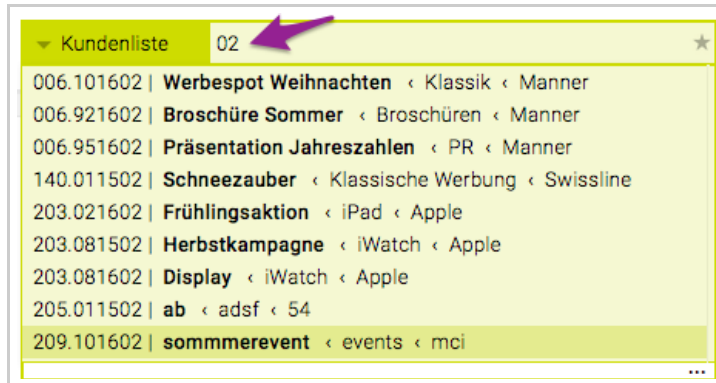 Kundenliste 02
006.101602 | Werbespot Weihnachten ‹ Klassik ‹ Manner
006.921602 | Broschüre Sommer ‹ Broschüren ‹ Manner
006.951602 | Präsentation Jahreszahlen ‹ PR ‹ Manner
140.011502 | Schneezauber ‹ Klassische Werbung ‹ Swissline
203.021602 | Frühlingsaktion ‹ iPad ‹ Apple
203.081502 | Herbstkampagne ‹ iWatch ‹ Apple
203.081602 | Display ‹ iWatch ‹ Apple
205.011502 | ab ‹ adsf ‹ 54
209.101602 | sommmerevent ‹ events ‹ mci
...